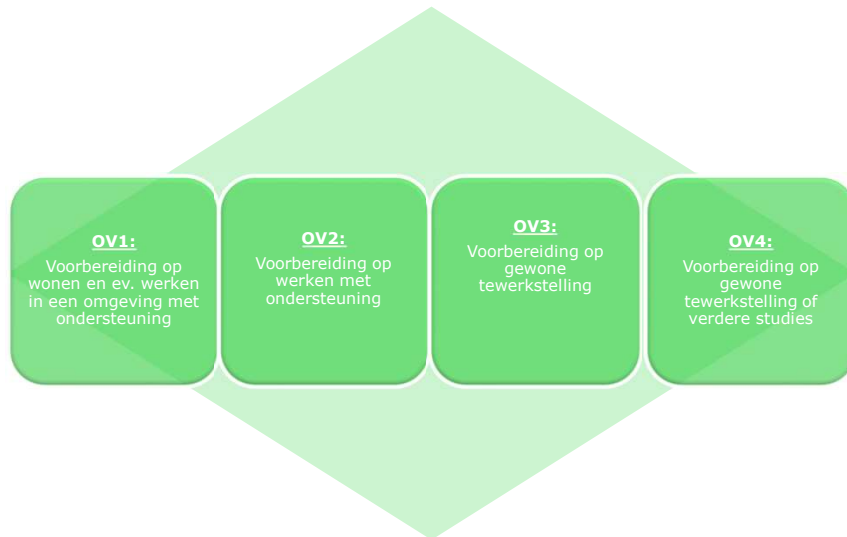 OV1:
Voorbereiding op
wonen en ev. werken
in een omgeving met
ondersteuning
OV2:
Voorbereiding op
werken met
ondersteuning
OV3:
Voorbereiding op
gewone
tewerkstelling
OV4:
Voorbereiding op
gewone
tewerkstelling of
verdere studies